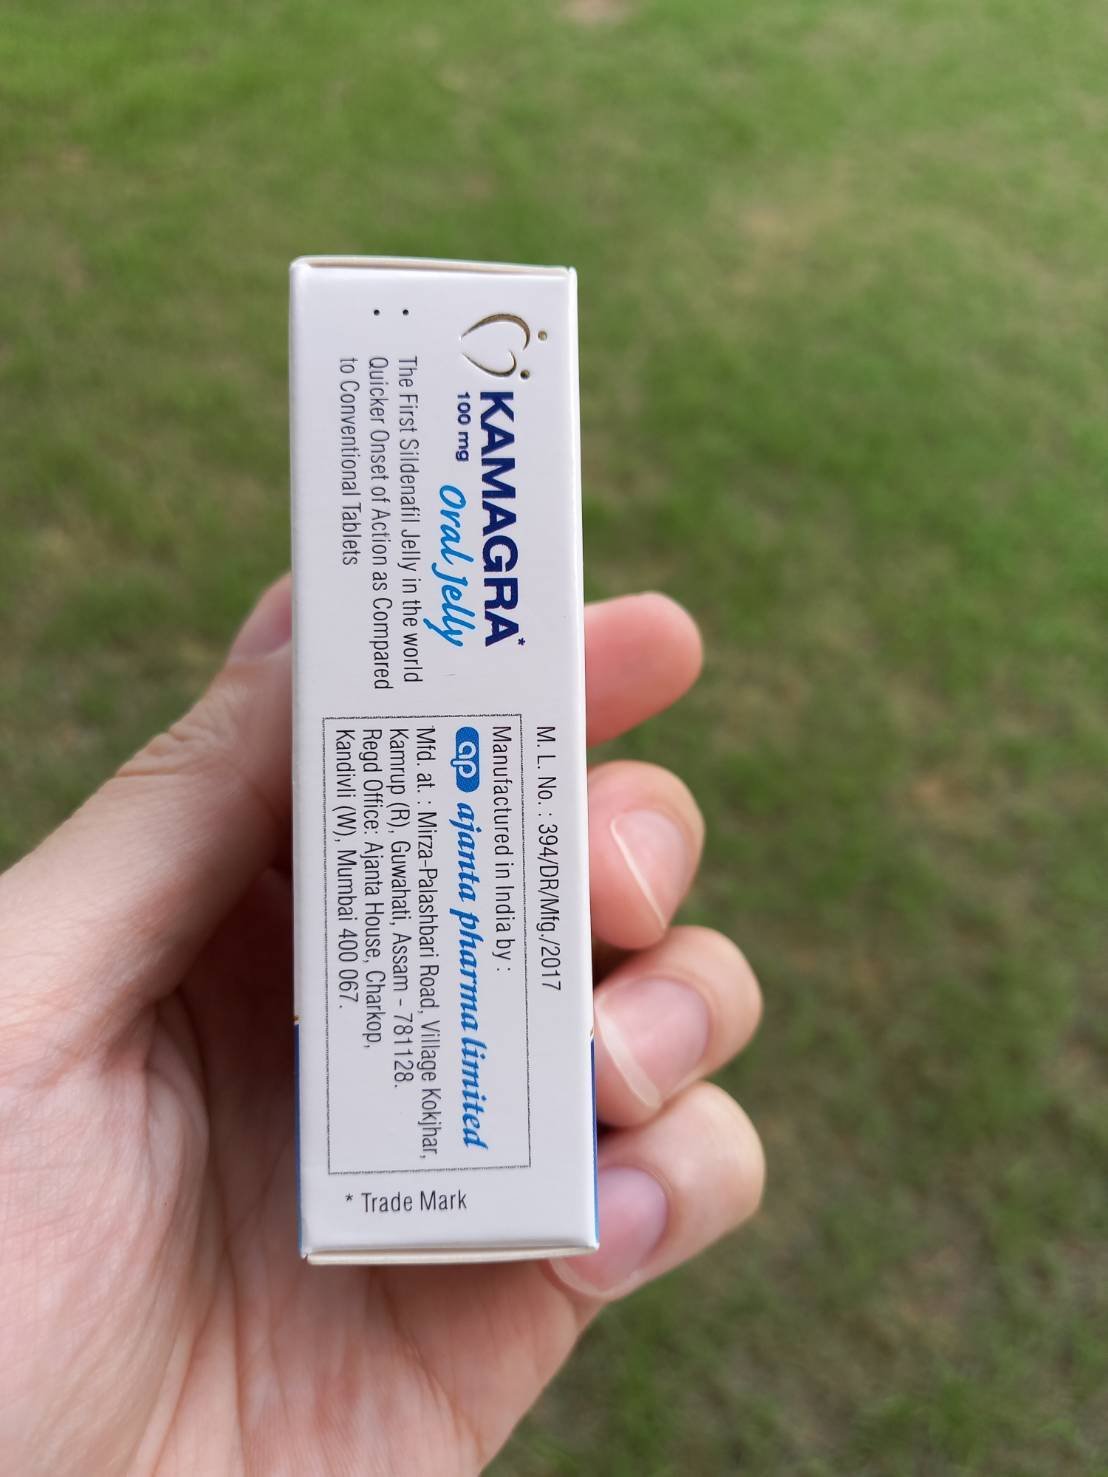 KAMAGRA*
100 mg Oral Jelly
• The First Sildenafil Jelly in the world
• Quicker Onset of Action as Compared
to Conventional Tablets
M. L. No. : 394/DR/Mfg./2017
Manufactured in India by :
ap ajanta pharma limited
Mfd. at. : Mirza-Palashbari Road, Village Kokjhar,
Kamrup (R), Guwahati, Assam - 781128.
Regd Office: Ajanta House, Charkop,
Kandivli (W), Mumbai 400 067.
* Trade Mark